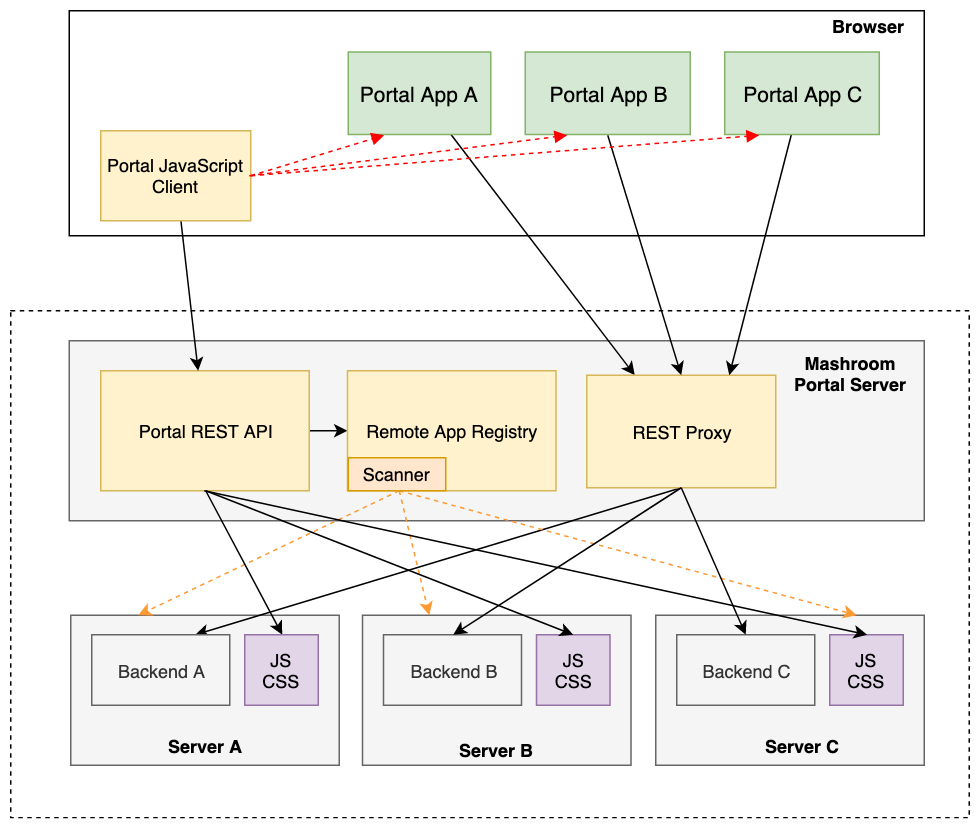 Browser
Portal App A
Portal App B
Portal App C
Portal JavaScript
Client
Mashroom
Portal Server
Portal REST API
Remote App Registry
REST Proxy
Scanner
Backend A
JS
CSS
Server A
Backend B
JS
CSS
Server B
Backend C
JS
CSS
Server C